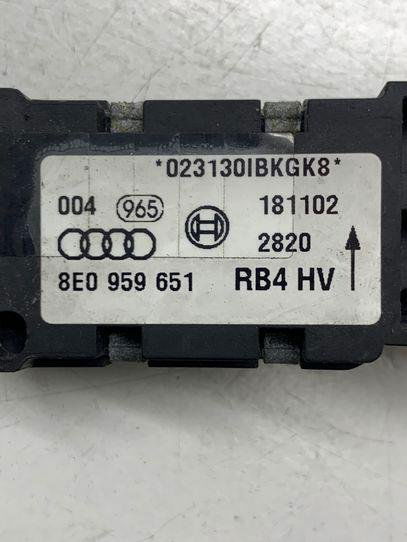 *023130IBKGK8*
004 965 181102
2820
8E0 959 651 RB4 HV